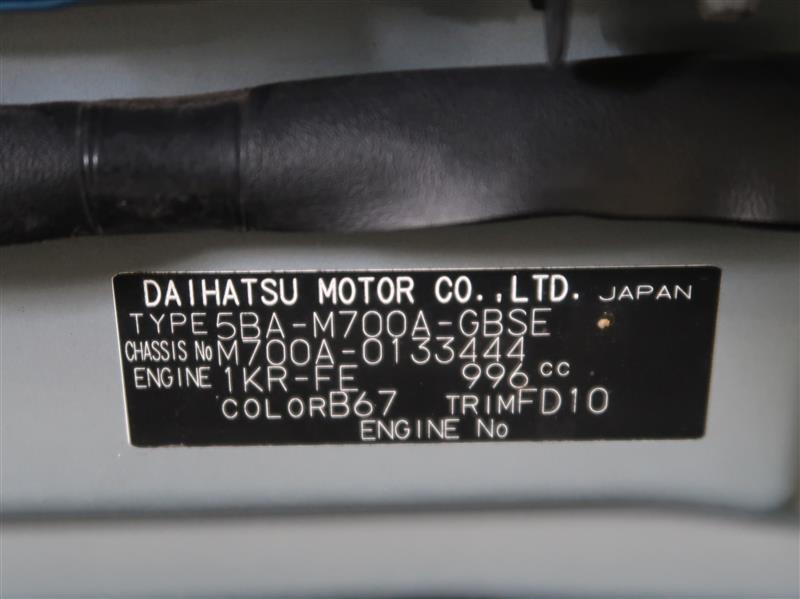 DAIHATSU MOTOR CO.,LTD. JAPAN
TYPE 5BA-M700A-GBSE
CHASSIS No M700A-0133444
ENGINE 1KR-FE 996 cc
COLOR B67 TRIM FD10
ENGINE No